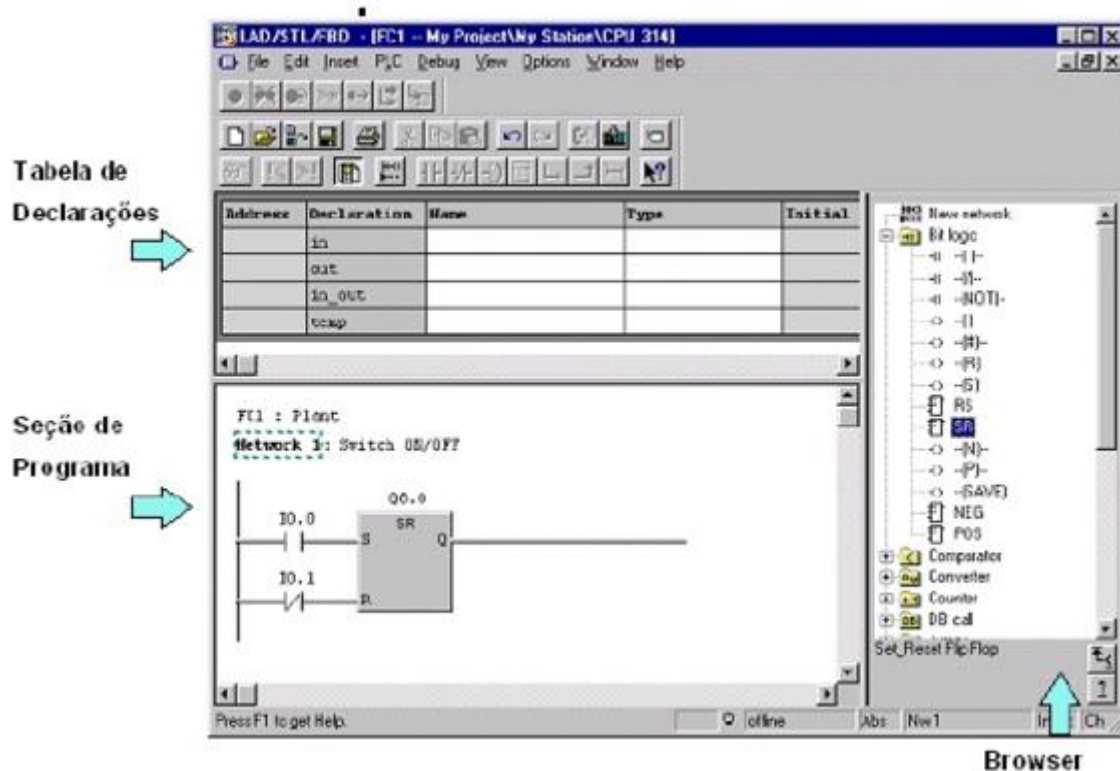 LAD/STL/FBD - [FC1 -- My Project\My Station\CPU 314]
File Edit Insert PLC Debug View Options Window Help
Tabela de
Declarações
Address Declaration Name Type Initial
in
out
in_out
temp
Seção de
Programa
FC1 : Plant
Network 1: Switch ON/OFF
Q0.0
I0.0
SR
S Q
I0.1
R
New network
Bit logic
-| |-
-|/|-
-|NOT|-
-( )
-(#)-
-(R)
-(S)
RS
SR
-(N)-
-(P)-
-(SAVE)
NEG
POS
Comparator
Converter
Counter
DB call
Set_Reset Flip Flop
Press F1 to get Help.
offline
Abs Nw1
Ch
Browser